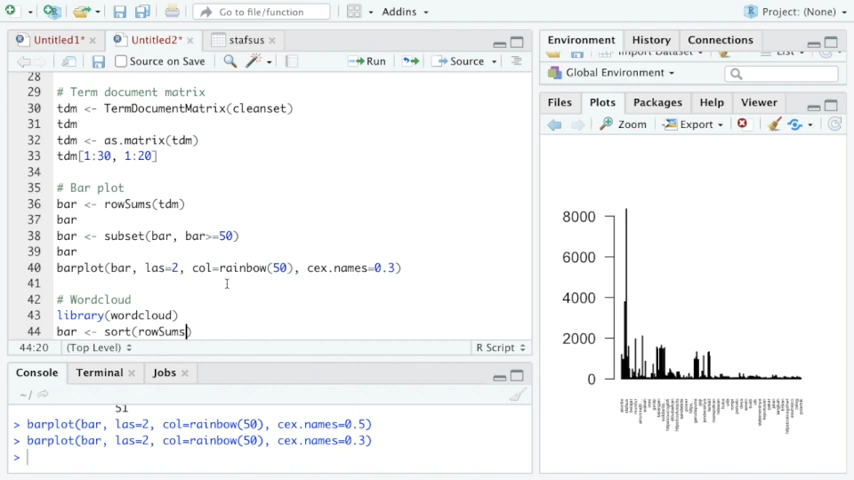 Go to file/function
Addins
Project: (None)
Untitled1*
Untitled2*
stafsus
Source on Save
Run
Source
28
29 # Term document matrix
30 tdm <- TermDocumentMatrix(cleanset)
31 tdm
32 tdm <- as.matrix(tdm)
33 tdm[1:30, 1:20]
34
35 # Bar plot
36 bar <- rowSums(tdm)
37 bar
38 bar <- subset(bar, bar>=50)
39 bar
40 barplot(bar, las=2, col=rainbow(50), cex.names=0.3)
41
42 # Wordcloud
43 library(wordcloud)
44 bar <- sort(rowSums)
44:20 (Top Level) R Script
Console Terminal Jobs
~/
51
> barplot(bar, las=2, col=rainbow(50), cex.names=0.5)
> barplot(bar, las=2, col=rainbow(50), cex.names=0.3)
>
Environment History Connections
Import Dataset
List
Global Environment
Files Plots Packages Help Viewer
Zoom Export
8000
6000
4000
2000
0